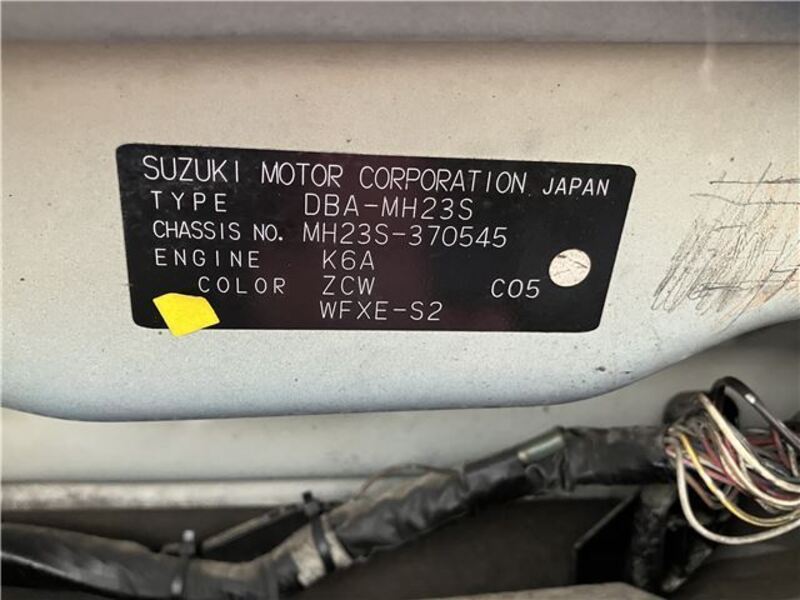 SUZUKI MOTOR CORPORATION JAPAN
TYPE DBA-MH23S
CHASSIS NO. MH23S-370545
ENGINE K6A
COLOR ZCW C05
WFXE-S2